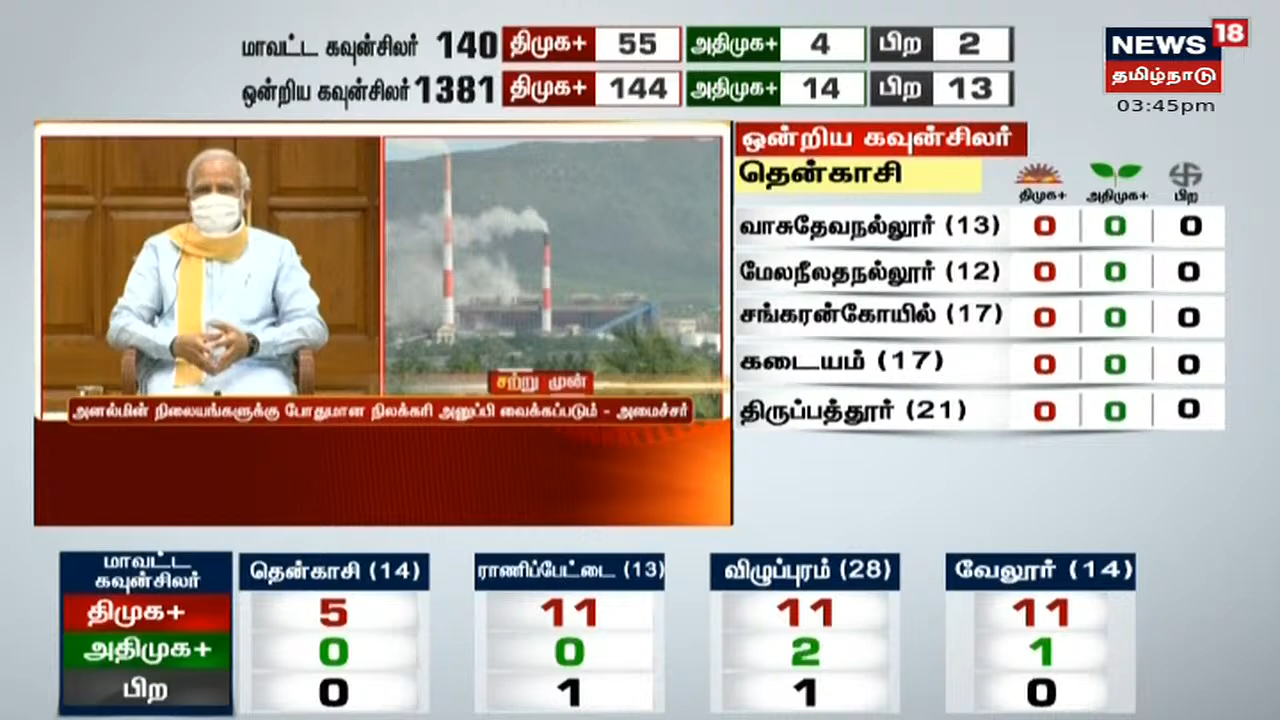 மாவட்ட கவுன்சிலர் 140 திமுக+ 55 அதிமுக+ 4 பிற 2
ஒன்றிய கவுன்சிலர் 1381 திமுக+ 144 அதிமுக+ 14 பிற 13
NEWS 18
தமிழ்நாடு
03:45pm
ஒன்றிய கவுன்சிலர்
தென்காசி
திமுக+ அதிமுக+ பிற
வாசுதேவநல்லூர் (13) 0 0 0
மேலநீலதநல்லூர் (12) 0 0 0
சங்கரன்கோயில் (17) 0 0 0
கடையம் (17) 0 0 0
திருப்பத்தூர் (21) 0 0 0
சற்று முன்
அனல்மின் நிலையங்களுக்கு போதுமான நிலக்கரி அனுப்பி வைக்கப்படும் - அமைச்சர்
மாவட்ட
கவுன்சிலர்
தென்காசி (14) ராணிப்பேட்டை (13) விழுப்புரம் (28) வேலூர் (14)
திமுக+ 5 11 11 11
அதிமுக+ 0 0 2 1
பிற 0 1 1 0